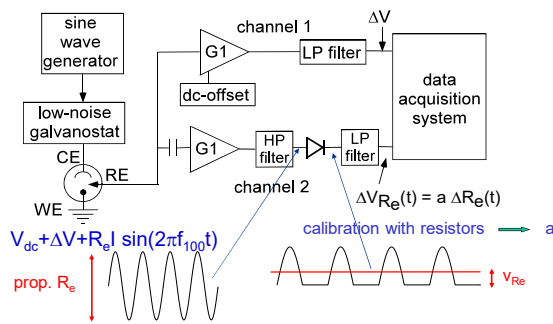 sine
wave
generator
low-noise
galvanostat
CE
RE
WE
channel 1
G1
dc-offset
LP filter
ΔV
data
acquisition
system
G1
HP
filter
LP
filter
channel 2
ΔV_Re(t) = a ΔR_e(t)
V_dc+ΔV+R_eI sin(2πf_100t)
calibration with resistors a
prop. R_e
v_Re